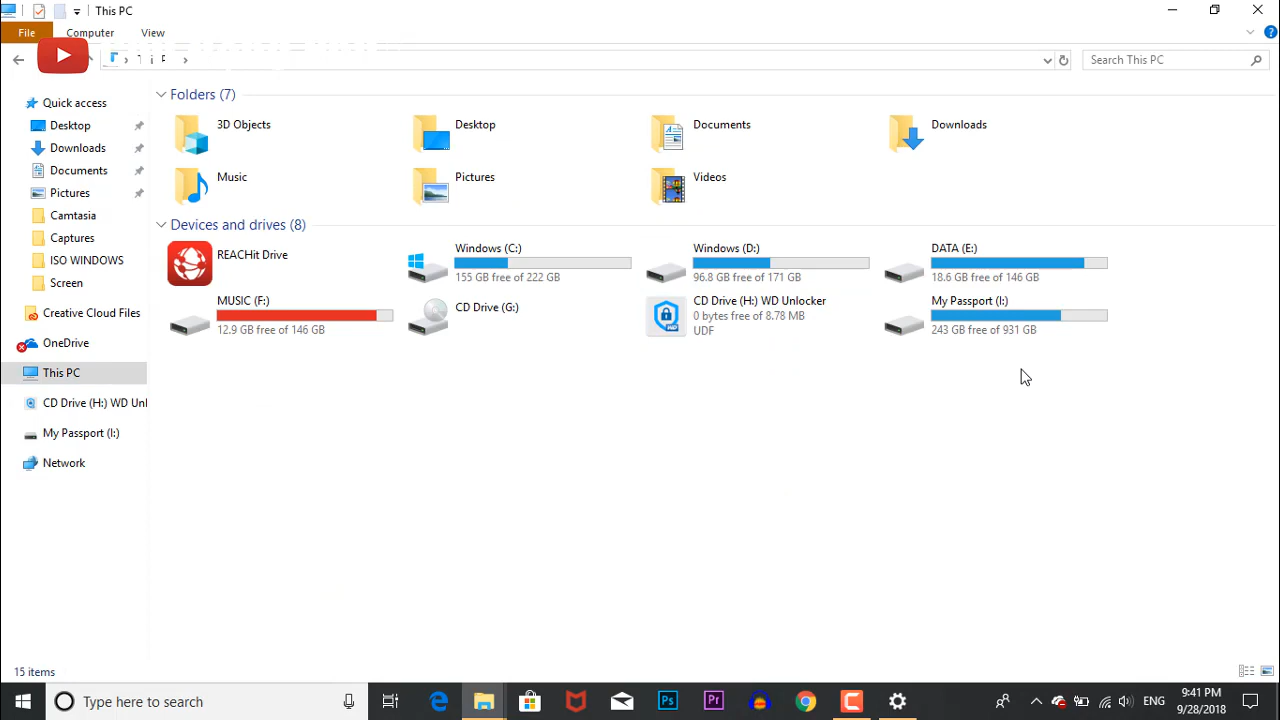 This PC
File Computer View
Search This PC
Quick access
Desktop
Downloads
Documents
Pictures
Camtasia
Captures
ISO WINDOWS
Screen
Creative Cloud Files
OneDrive
This PC
CD Drive (H:) WD Unl
My Passport (I:)
Network
Folders (7)
3D Objects
Desktop
Documents
Downloads
Music
Pictures
Videos
Devices and drives (8)
REACHit Drive
Windows (C:)
155 GB free of 222 GB
Windows (D:)
96.8 GB free of 171 GB
DATA (E:)
18.6 GB free of 146 GB
MUSIC (F:)
12.9 GB free of 146 GB
CD Drive (G:)
CD Drive (H:) WD Unlocker
0 bytes free of 8.78 MB
UDF
My Passport (I:)
243 GB free of 931 GB
15 items
Type here to search
Ps
Pr
ENG
9:41 PM
9/28/2018